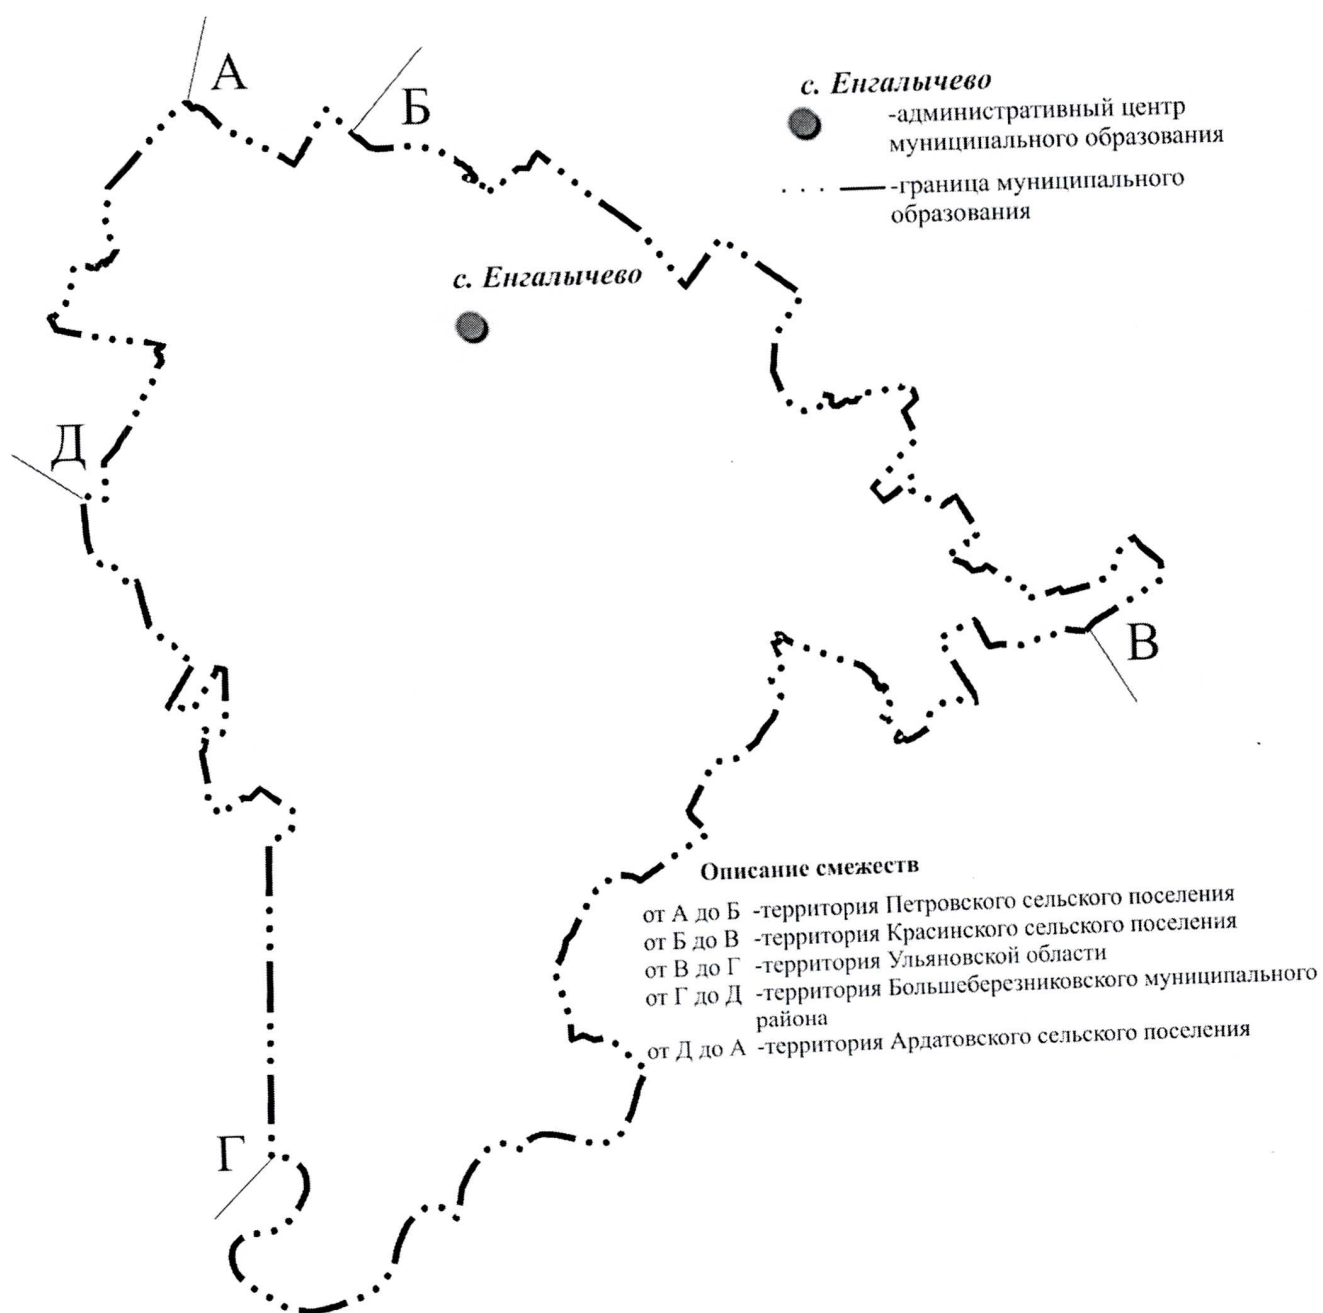 А
Б
с. Енгалычево
-административный центр
муниципального образования
. . . — -граница муниципального
образования
с. Енгалычево
Д
В
Описание смежеств
от А до Б -территория Петровского сельского поселения
от Б до В -территория Красинского сельского поселения
от В до Г -территория Ульяновской области
от Г до Д -территория Большеберезниковского муниципального
района
от Д до А -территория Ардатовского сельского поселения
Г